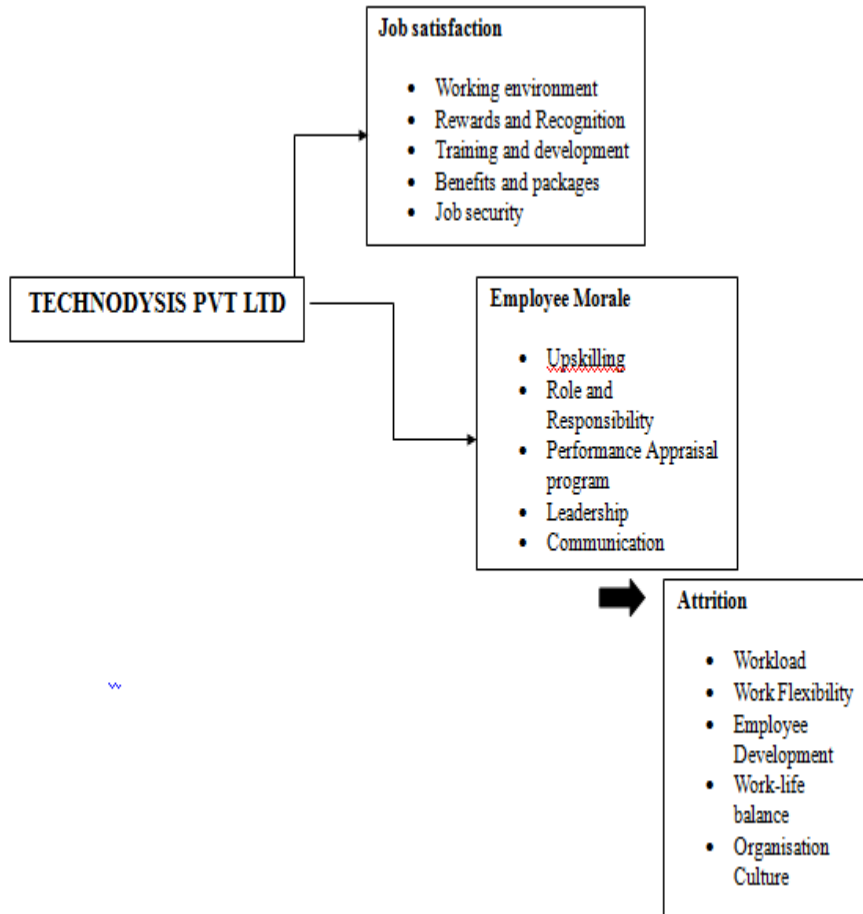 Job satisfaction
• Working environment
• Rewards and Recognition
• Training and development
• Benefits and packages
• Job security
TECHNODYSIS PVT LTD
Employee Morale
• Upskilling
• Role and
Responsibility
• Performance Appraisal
program
• Leadership
• Communication
Attrition
• Workload
• Work Flexibility
• Employee
Development
• Work-life
balance
• Organisation
Culture